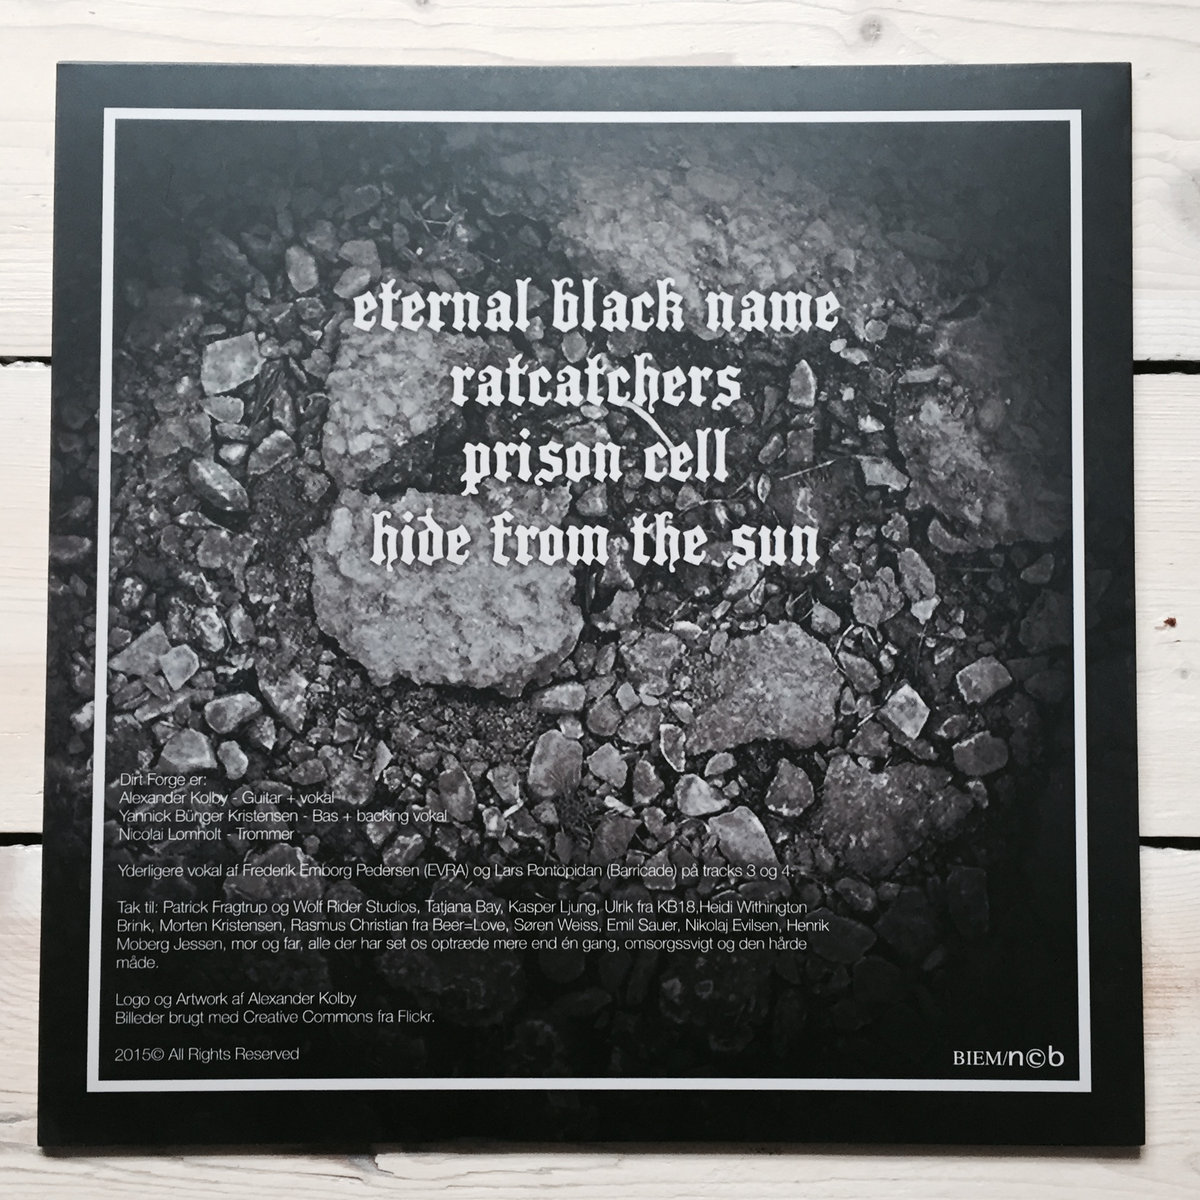 eternal black name
ratcatchers
prison cell
hide from the sun
Dirt Forge er:
Alexander Kolby - Guitar + vokal
Yannick Bünger Kristensen - Bas + backing vokal
Nicolai Lomholt - Trommer
Yderligere vokal af Frederik Emborg Pedersen (EVRA) og Lars Pontopidan (Barricade) på tracks 3 og 4.
Tak til: Patrick Fragtrup og Wolf Rider Studios, Tatjana Bay, Kasper Ljung, Ulrik fra KB18,Heidi Withington
Brink, Morten Kristensen, Rasmus Christian fra Beer=Love, Søren Weiss, Emil Sauer, Nikolaj Evilsen, Henrik
Moberg Jessen, mor og far, alle der har set os optræde mere end én gang, omsorgssvigt og den hårde
måde.
Logo og Artwork af Alexander Kolby
Billeder brugt med Creative Commons fra Flickr.
2015© All Rights Reserved
BIEM/n©b